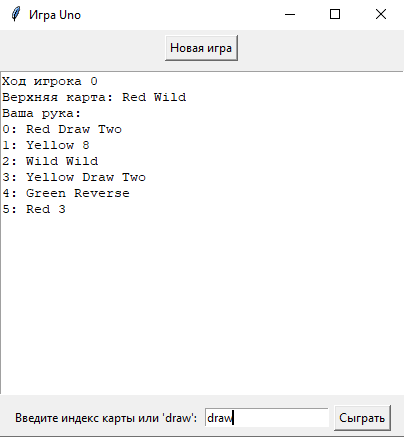 Игра Uno
Новая игра
Ход игрока 0
Верхняя карта: Red Wild
Ваша рука:
0: Red Draw Two
1: Yellow 8
2: Wild Wild
3: Yellow Draw Two
4: Green Reverse
5: Red 3
Введите индекс карты или 'draw': draw Сыграть